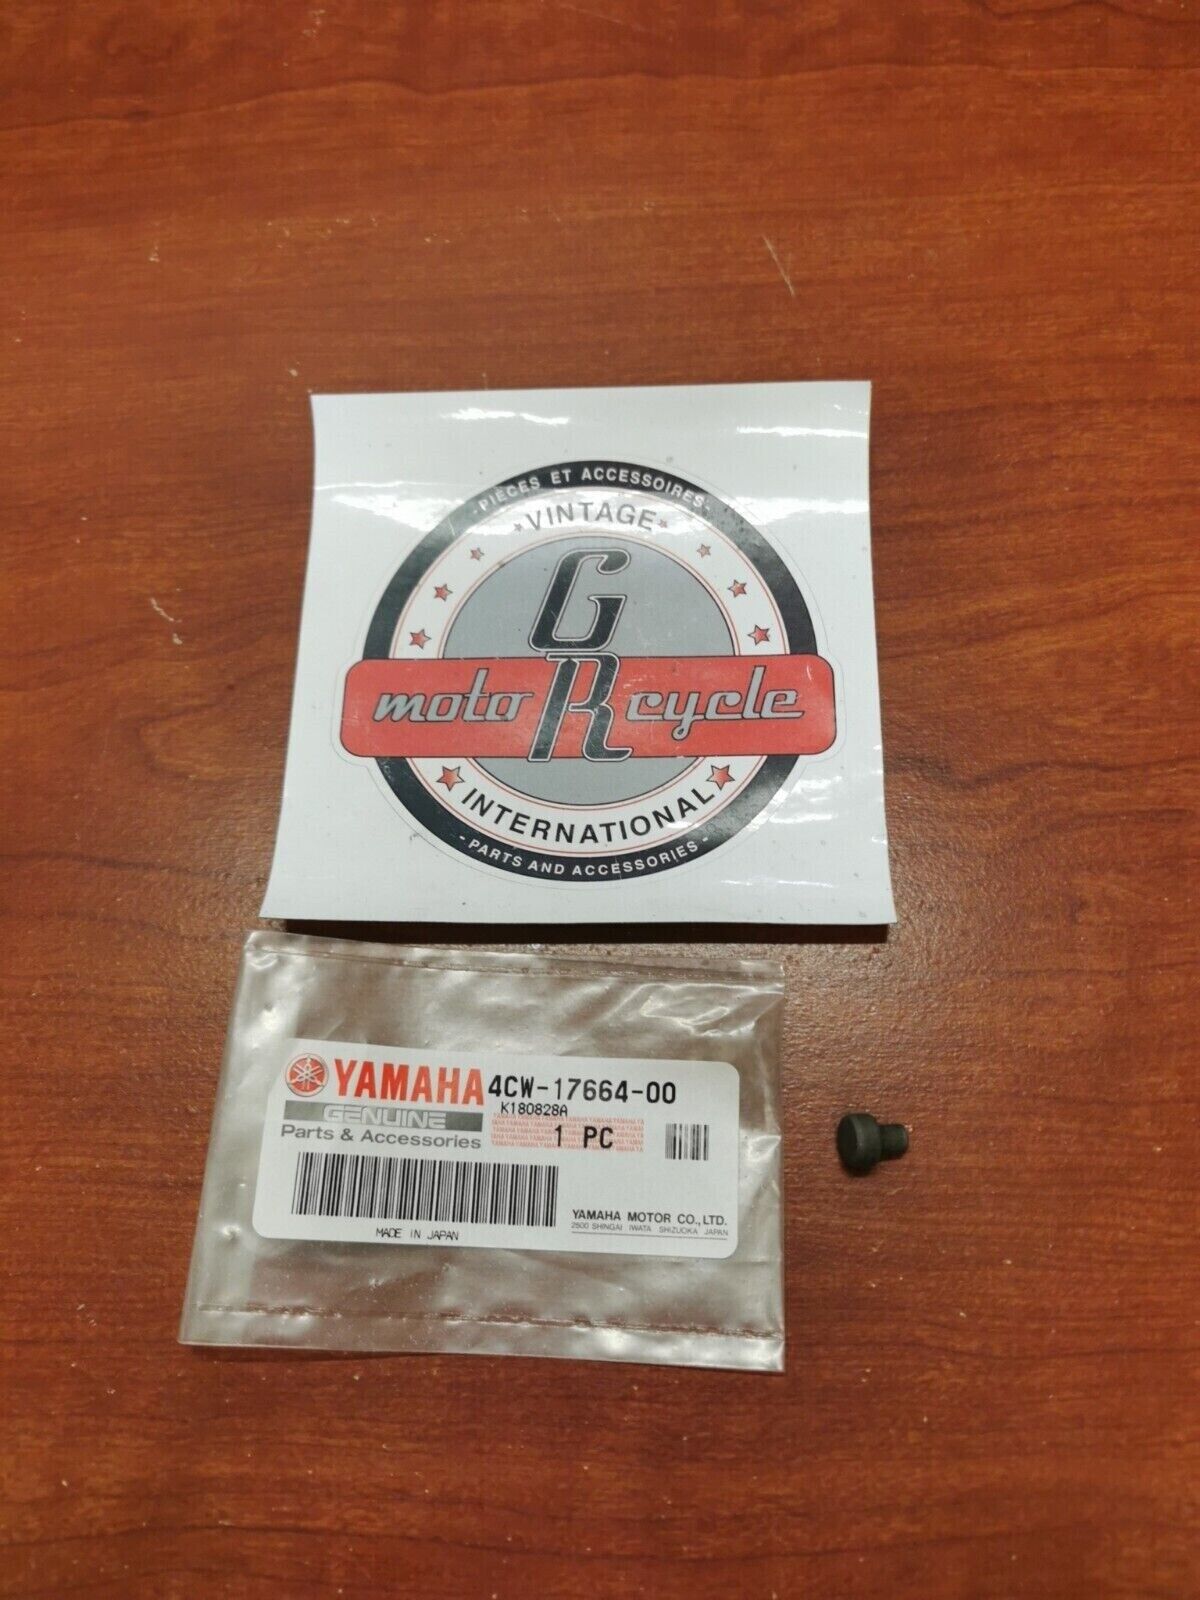 - PIÈCES ET ACCESSOIRES -
VINTAGE
G
moto R cycle
INTERNATIONAL
- PARTS AND ACCESSORIES -
YAMAHA 4CW-17664-00
GENUINE K180828A
Parts & Accessories 1 PC
YAMAHA MOTOR CO., LTD.
2500 SHINGAI IWATA SHIZUOKA JAPAN
MADE IN JAPAN